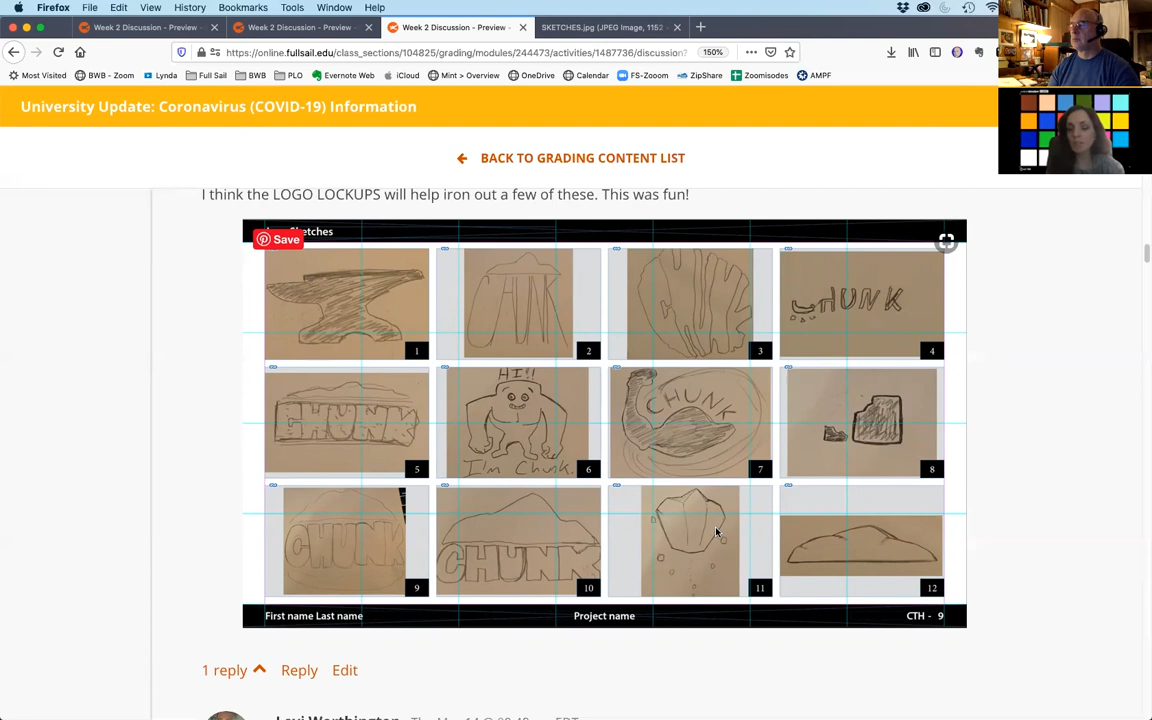 Firefox File Edit View History Bookmarks Tools Window Help
Week 2 Discussion - Preview - Week 2 Discussion - Preview - Week 2 Discussion - Preview - SKETCHES.jpg (JPEG Image, 1152
https://online.fullsail.edu/class_sections/104825/grading/modules/244473/activities/1487736/discussion? 150%
Most Visited BWB - Zoom Lynda Full Sail BWB PLO Evernote Web iCloud Mint > Overview OneDrive Calendar FS-Zooom ZipShare Zoomisodes AMPF
University Update: Coronavirus (COVID-19) Information
BACK TO GRADING CONTENT LIST
I think the LOGO LOCKUPS will help iron out a few of these. This was fun!
Sketches
Save
CHUNK
1 2 3 4
CHUNK
HI!!
I'm Chunk.
CHUNK
5 6 7 8
CHUNK
CHUNK
9 10 11 12
First name Last name Project name CTH - 9
1 reply Reply Edit